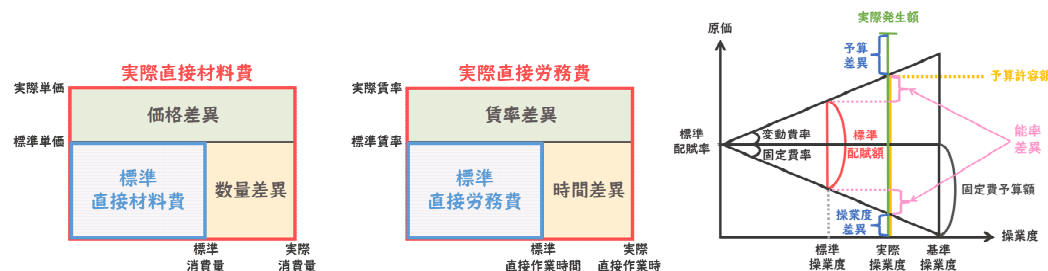 実際直接材料費
実際単価
価格差異
標準単価
標準
直接材料費
数量差異
標準
消費量
実際
消費量
実際直接労務費
実際賃率
賃率差異
標準賃率
標準
直接労務費
時間差異
標準
直接作業時間
実際
直接作業時
原価
実際発生額
予算
差異
予算許容額
標準
配賦率
変動費率
固定費率
標準
配賦額
能率
差異
固定費予算額
操業度
差異
操業度
標準
操業度
実際
操業度
基準
操業度